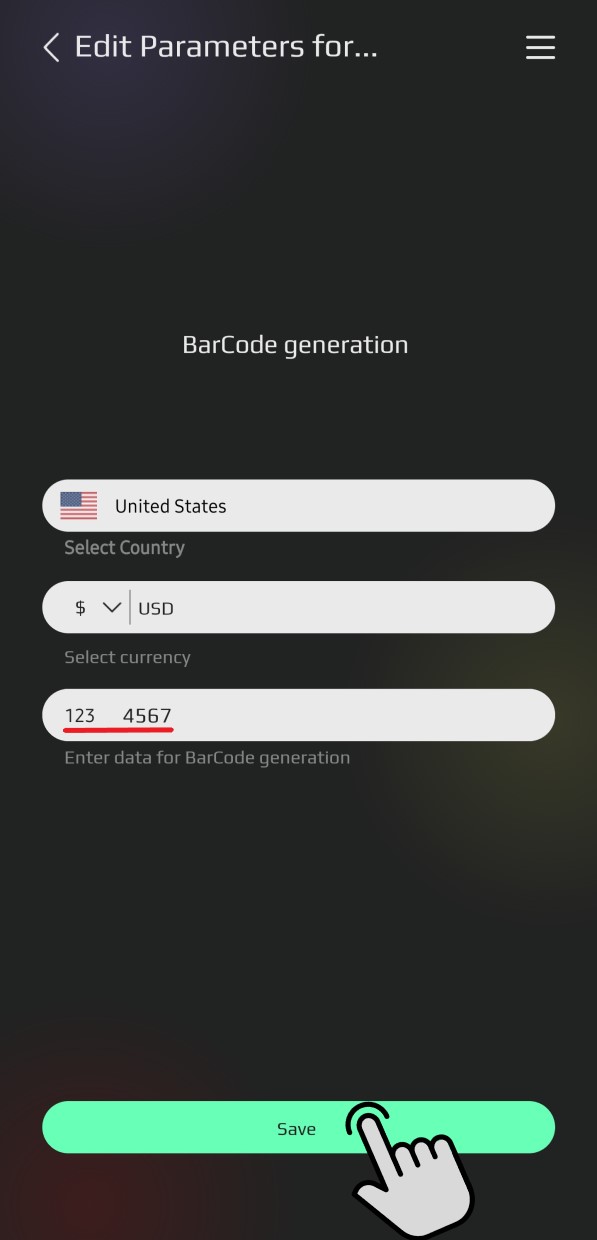 Edit Parameters for...
BarCode generation
United States
Select Country
$ USD
Select currency
123 4567
Enter data for BarCode generation
Save